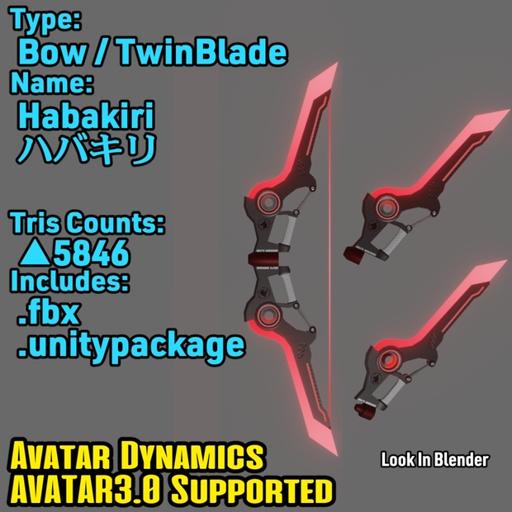 Type:
Bow / TwinBlade
Name:
Habakiri
ハバキリ
Tris Counts:
▲5846
Includes:
.fbx
.unitypackage
AVATAR DYNAMICS
AVATAR3.0 SUPPORTED
Look In Blender